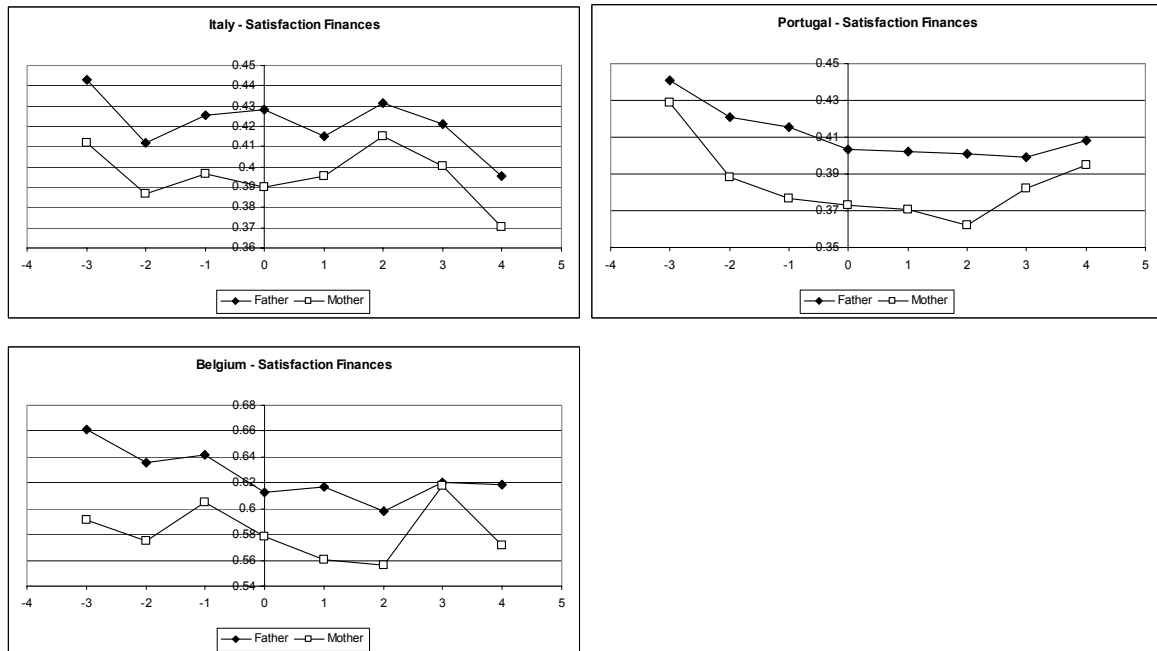 Italy - Satisfaction Finances
0.45
0.44
0.43
0.42
0.41
0.4
0.39
0.38
0.37
0.36
-4 -3 -2 -1 0 1 2 3 4 5
Father Mother
Portugal - Satisfaction Finances
0.45
0.43
0.41
0.39
0.37
0.35
-4 -3 -2 -1 0 1 2 3 4 5
Father Mother
Belgium - Satisfaction Finances
0.68
0.66
0.64
0.62
0.6
0.58
0.56
0.54
-4 -3 -2 -1 0 1 2 3 4 5
Father Mother